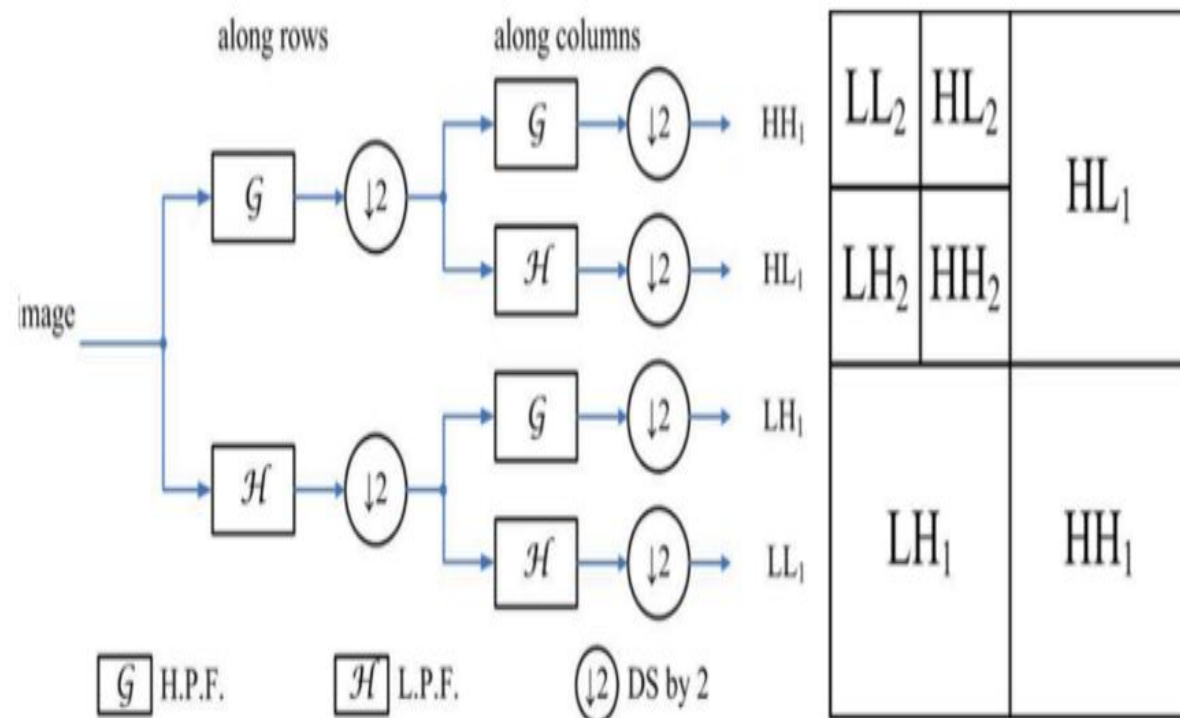 along rows
along columns
G
↓2
HH₁
G
↓2
H
↓2
HL₁
image
H
↓2
G
↓2
LH₁
H
↓2
LL₁
G H.P.F.
H L.P.F.
↓2 DS by 2
LL₂ HL₂
HL₁
LH₂ HH₂
LH₁ HH₁